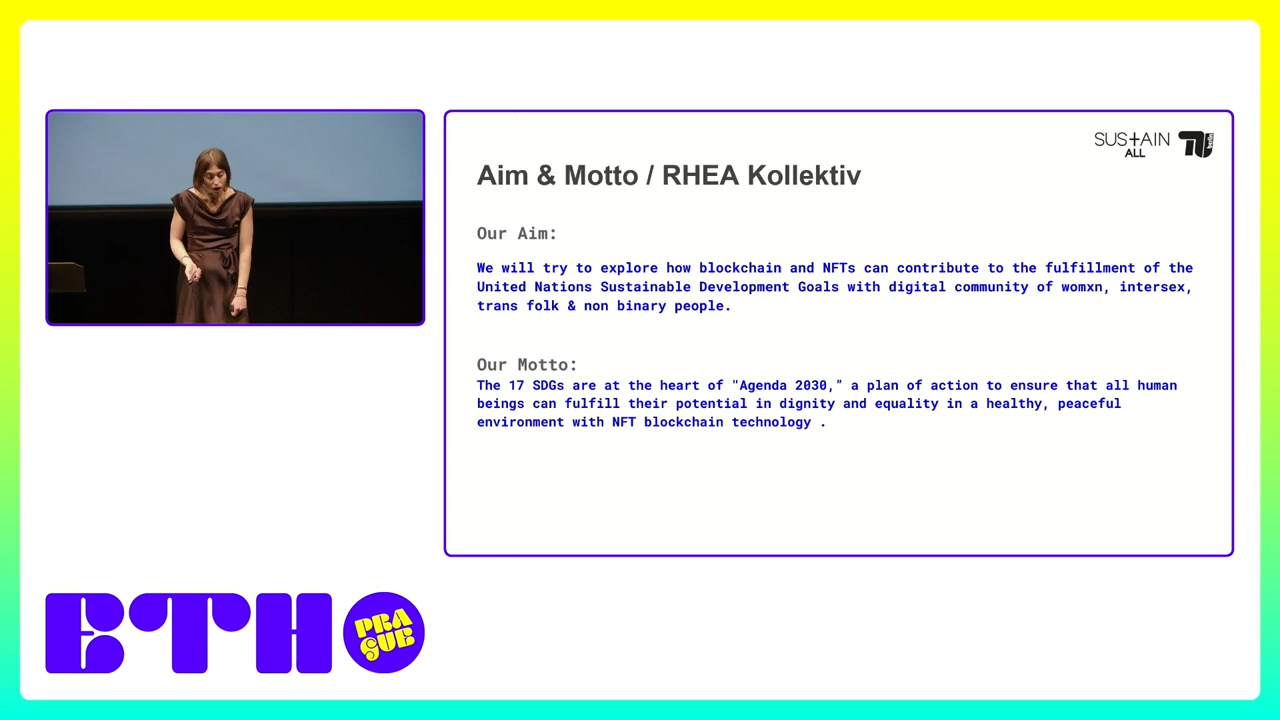 SUSTAIN
ALL
Aim & Motto / RHEA Kollektiv
Our Aim:
We will try to explore how blockchain and NFTs can contribute to the fulfillment of the
United Nations Sustainable Development Goals with digital community of womxn, intersex,
trans folk & non binary people.
Our Motto:
The 17 SDGs are at the heart of "Agenda 2030,” a plan of action to ensure that all human
beings can fulfill their potential in dignity and equality in a healthy, peaceful
environment with NFT blockchain technology .
ETH
PRA
GUE